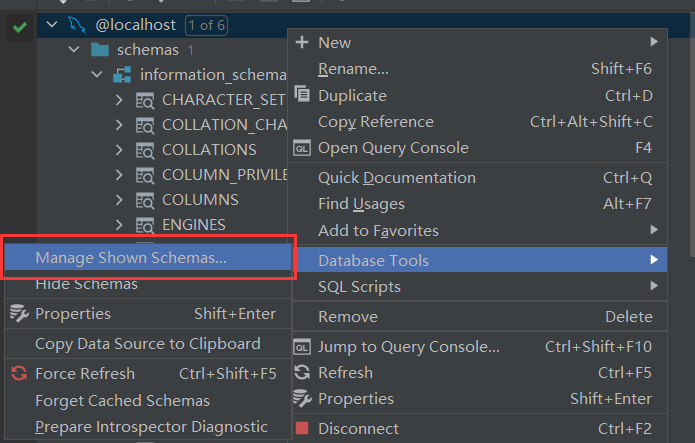 @localhost 1 of 6
schemas 1
information_schema
CHARACTER_SET
COLLATION_CHA
COLLATIONS
COLUMN_PRIVILE
COLUMNS
ENGINES
New
Rename... Shift+F6
Duplicate Ctrl+D
Copy Reference Ctrl+Alt+Shift+C
QL Open Query Console F4
Quick Documentation Ctrl+Q
Find Usages Alt+F7
Add to Favorites
Database Tools
SQL Scripts
Remove Delete
QL Jump to Query Console... Ctrl+Shift+F10
Refresh Ctrl+F5
Properties Shift+Enter
Disconnect Ctrl+F2
Manage Shown Schemas...
Hide Schemas
Properties Shift+Enter
Copy Data Source to Clipboard
Force Refresh Ctrl+Shift+F5
Forget Cached Schemas
Prepare Introspector Diagnostic